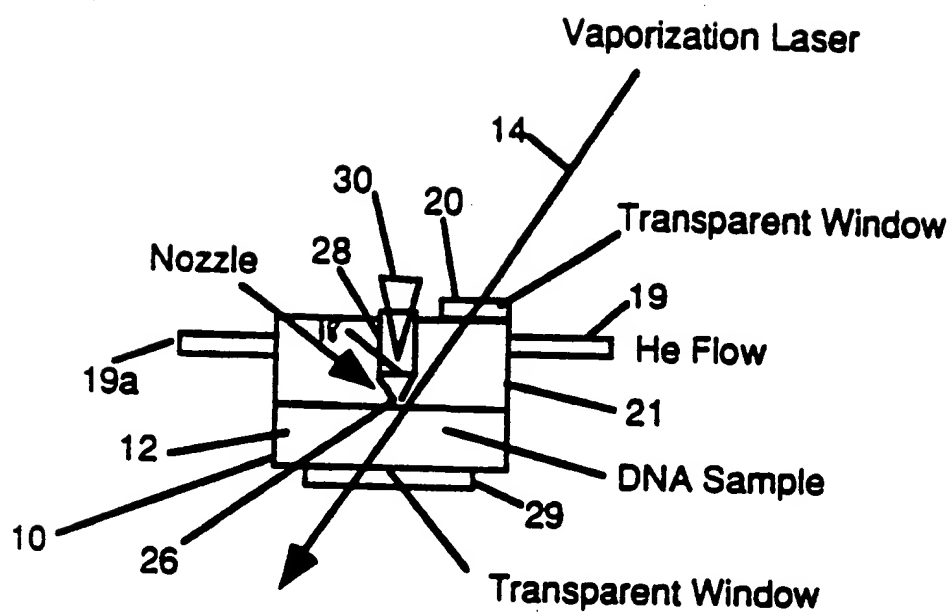 Vaporization Laser
14
30
20
Transparent Window
Nozzle
28
19
He Flow
19a
21
12
DNA Sample
29
10
26
Transparent Window